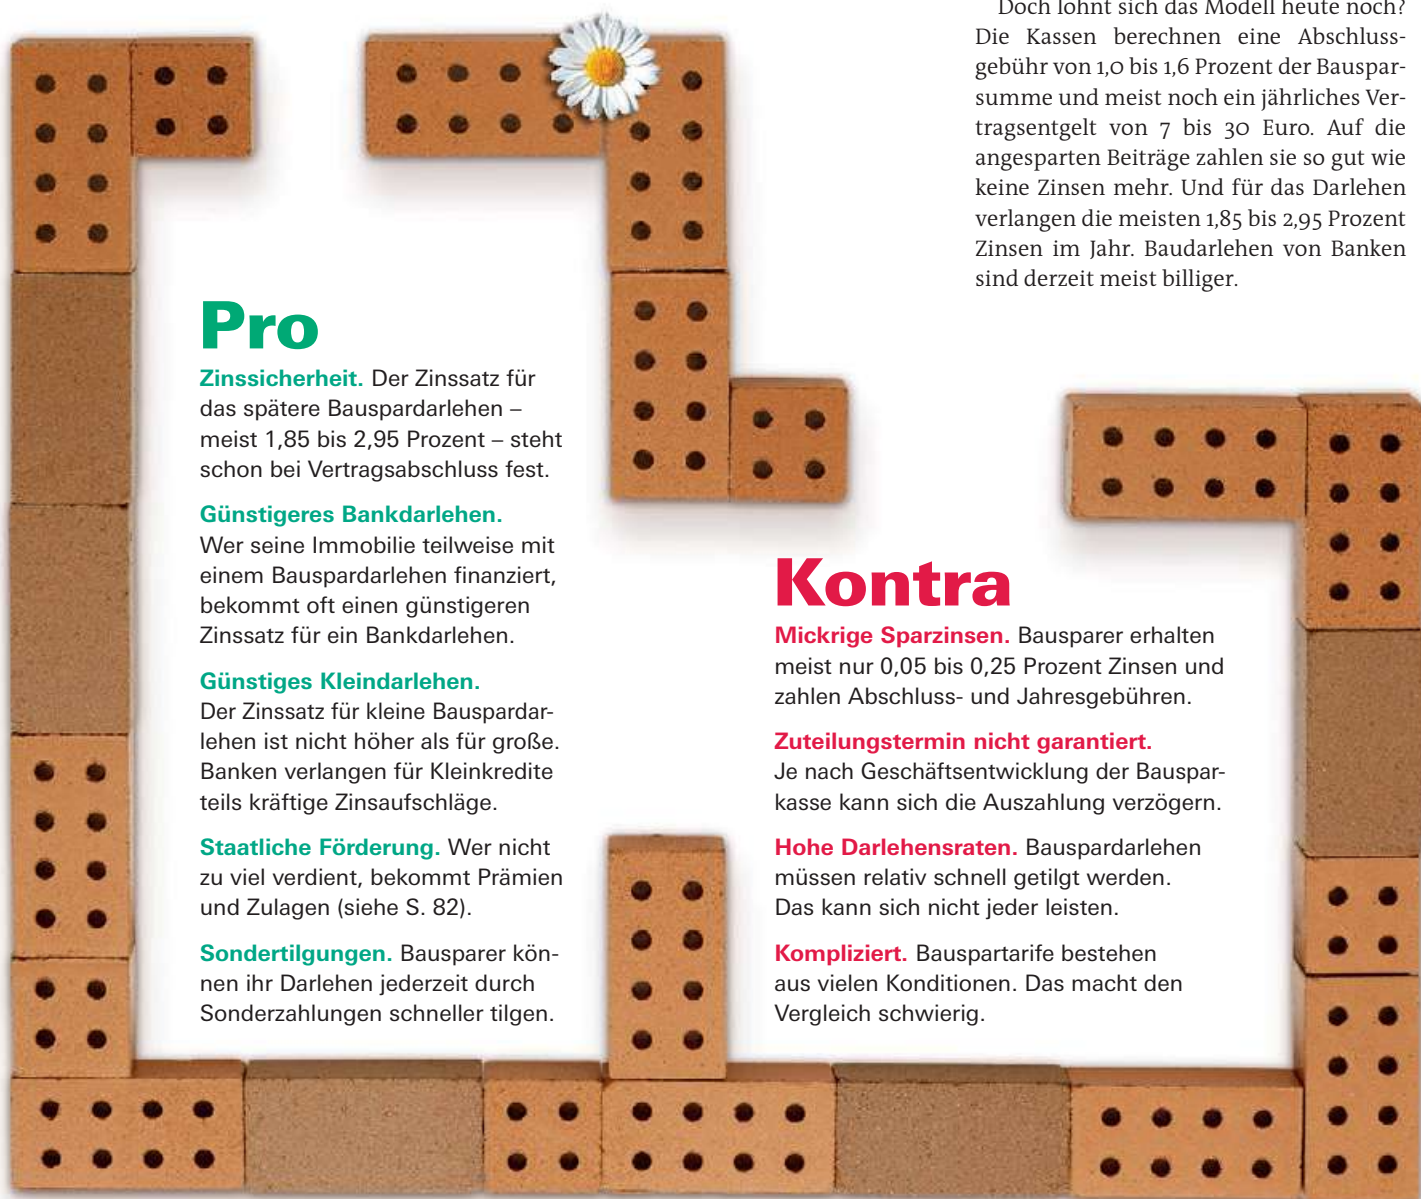 Doch lohnt sich das Modell heute noch?
Die Kassen berechnen eine Abschluss-
gebühr von 1,0 bis 1,6 Prozent der Bauspar-
summe und meist noch ein jährliches Ver-
tragsentgelt von 7 bis 30 Euro. Auf die
angesparten Beiträge zahlen sie so gut wie
keine Zinsen mehr. Und für das Darlehen
verlangen die meisten 1,85 bis 2,95 Prozent
Zinsen im Jahr. Baudarlehen von Banken
sind derzeit meist billiger.
Pro
Zinssicherheit. Der Zinssatz für
das spätere Bauspardarlehen –
meist 1,85 bis 2,95 Prozent – steht
schon bei Vertragsabschluss fest.
Günstigeres Bankdarlehen.
Wer seine Immobilie teilweise mit
einem Bauspardarlehen finanziert,
bekommt oft einen günstigeren
Zinssatz für ein Bankdarlehen.
Günstiges Kleindarlehen.
Der Zinssatz für kleine Bauspardar-
lehen ist nicht höher als für große.
Banken verlangen für Kleinkredite
teils kräftige Zinsaufschläge.
Staatliche Förderung. Wer nicht
zu viel verdient, bekommt Prämien
und Zulagen (siehe S. 82).
Sondertilgungen. Bausparer kön-
nen ihr Darlehen jederzeit durch
Sonderzahlungen schneller tilgen.
Kontra
Mickrige Sparzinsen. Bausparer erhalten
meist nur 0,05 bis 0,25 Prozent Zinsen und
zahlen Abschluss- und Jahresgebühren.
Zuteilungstermin nicht garantiert.
Je nach Geschäftsentwicklung der Bauspar-
kasse kann sich die Auszahlung verzögern.
Hohe Darlehensraten. Bauspardarlehen
müssen relativ schnell getilgt werden.
Das kann sich nicht jeder leisten.
Kompliziert. Bauspartarife bestehen
aus vielen Konditionen. Das macht den
Vergleich schwierig.